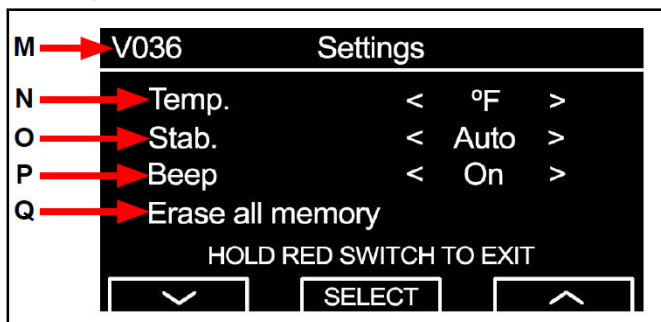 M V036 Settings
N Temp. < ºF >
O Stab. < Auto >
P Beep < On >
Q Erase all memory
HOLD RED SWITCH TO EXIT
SELECT